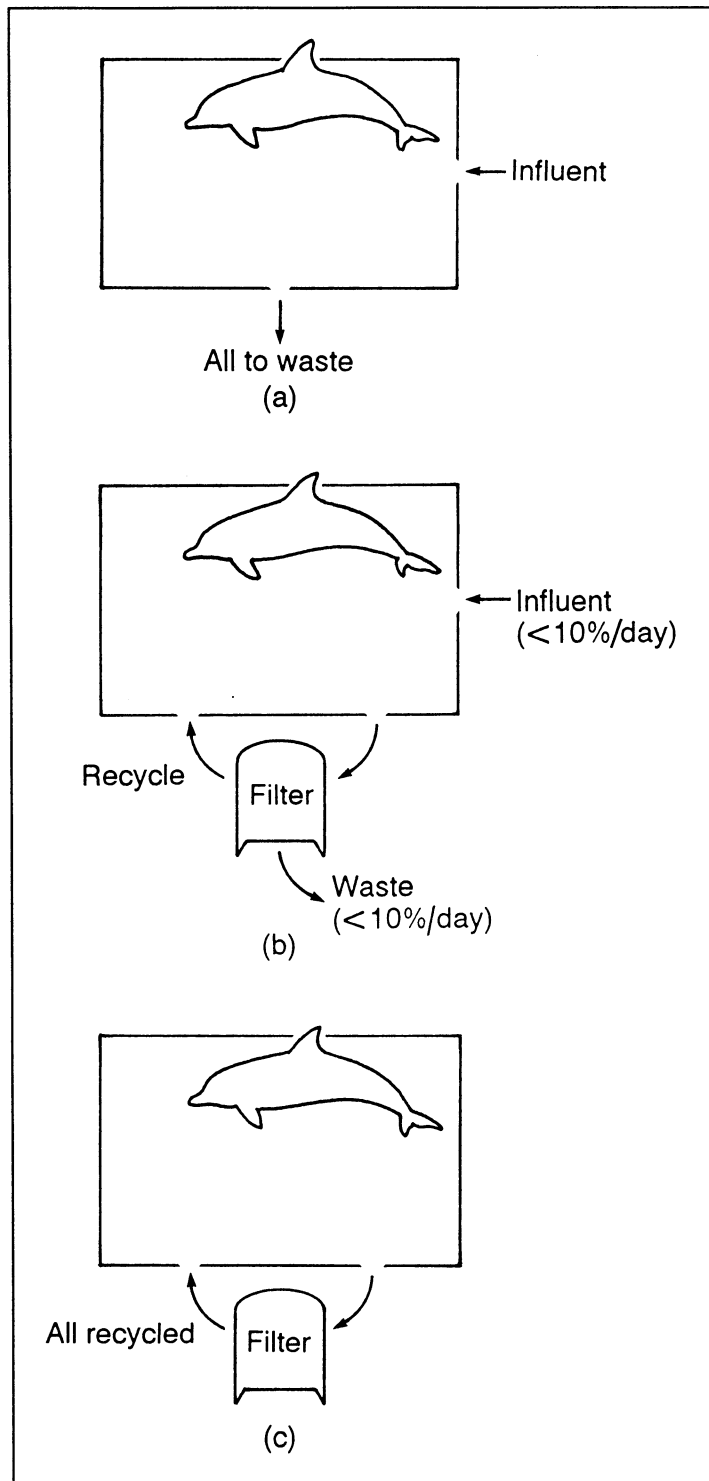 Influent
All to waste
(a)
Influent
(<10%/day)
Recycle
Filter
Waste
(<10%/day)
(b)
All recycled
Filter
(c)